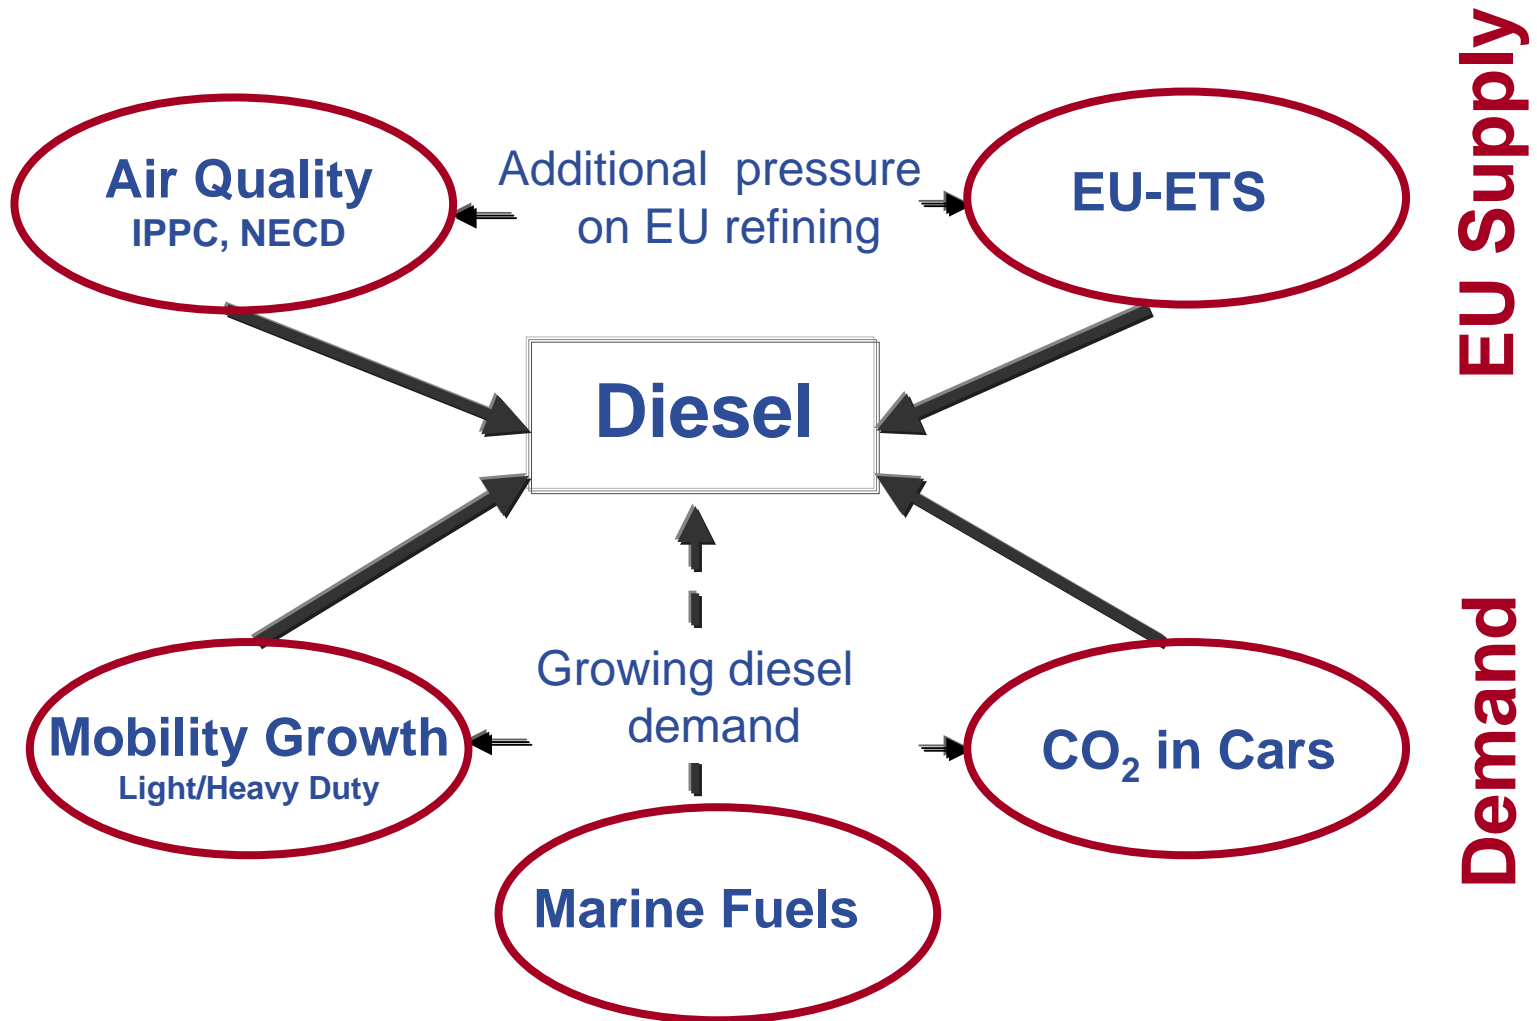 Air Quality
IPPC, NECD
Additional pressure
on EU refining
EU-ETS
EU Supply
Diesel
Growing diesel
demand
Mobility Growth
Light/Heavy Duty
CO₂ in Cars
Demand
Marine Fuels